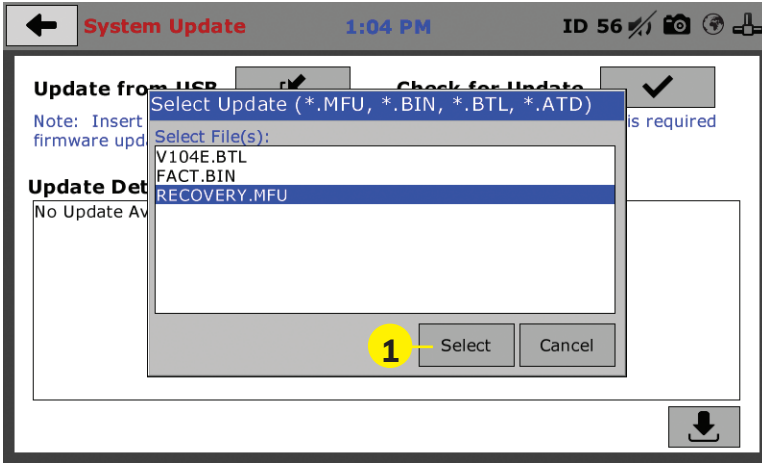 System Update 1:04 PM ID 56
Update from USB Check for Update
Select Update (*.MFU, *.BIN, *.BTL, *.ATD)
Note: Insert is required
firmware upd
Select File(s):
V104E.BTL
FACT.BIN
RECOVERY.MFU
Update Det
No Update Av
1 Select Cancel